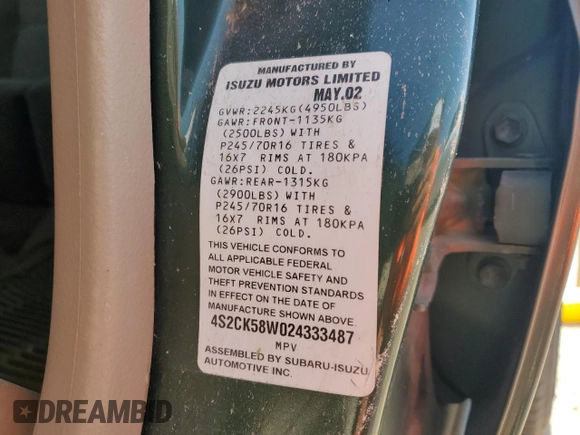 MANUFACTURED BY
ISUZU MOTORS LIMITED
MAY.02
GVWR:2245KG(4950LBS)
GAWR:FRONT-1135KG
(2500LBS)WITH
P245/70R16 TIRES &
16X7 RIMS AT 180KPA
(26PSI) COLD.
GAWR:REAR-1315KG
(2900LBS)WITH
P245/70R16 TIRES &
16X7 RIMS AT 180KPA
(26PSI) COLD.
THIS VEHICLE CONFORMS TO
ALL APPLICABLE FEDERAL
MOTOR VEHICLE SAFETY AND
THEFT PREVENTION STANDARDS
IN EFFECT ON THE DATE OF
MANUFACTURE SHOWN ABOVE
4S2CK58W024333487
MPV
ASSEMBLED BY SUBARU-ISUZU
AUTOMOTIVE INC.
DREAMBID